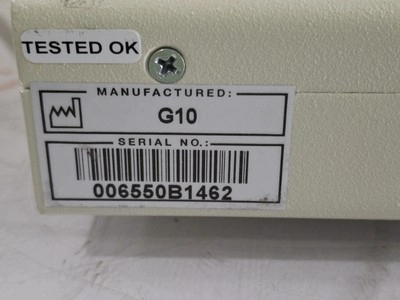 TESTED OK
MANUFACTURED:
G10
SERIAL NO.:
006550B1462